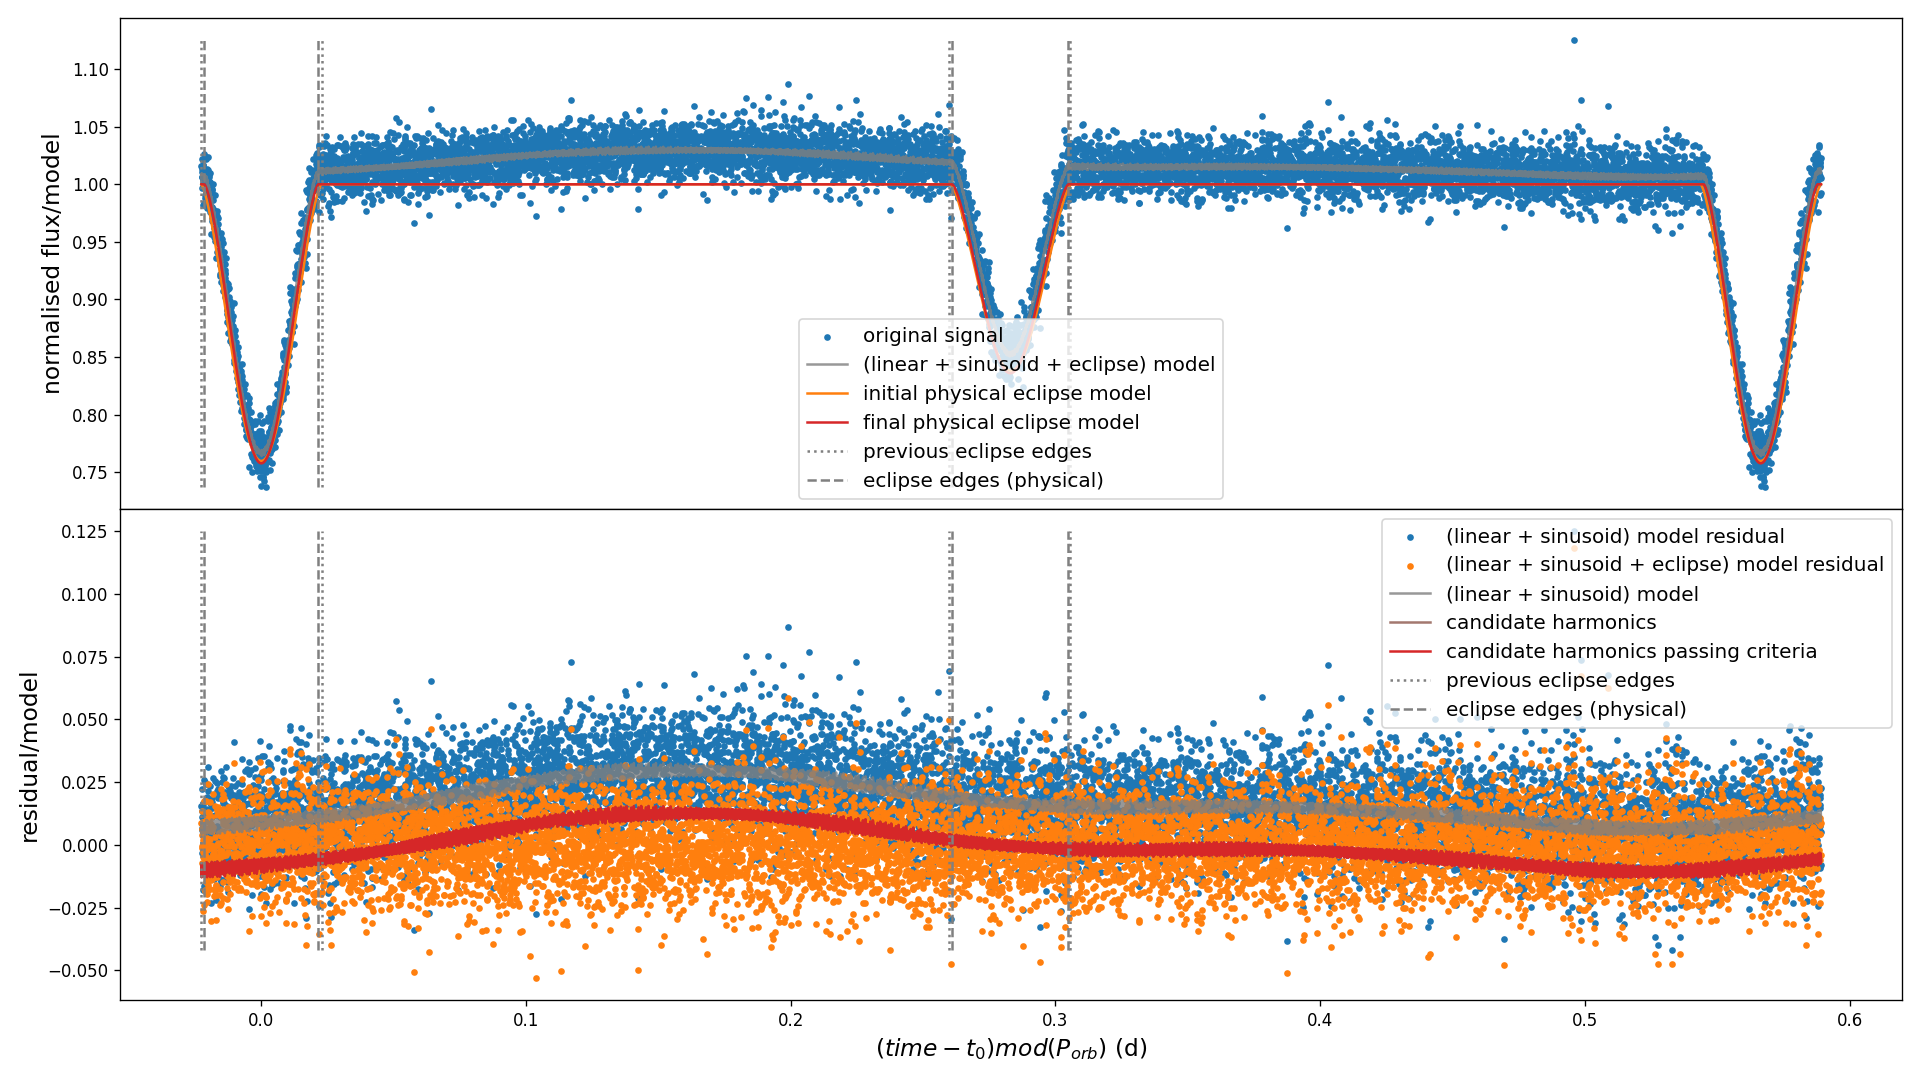 normalised flux/model
1.10
1.05
1.00
0.95
0.90
0.85
0.80
0.75
original signal
(linear + sinusoid + eclipse) model
initial physical eclipse model
final physical eclipse model
previous eclipse edges
eclipse edges (physical)
residual/model
0.125
0.100
0.075
0.050
0.025
0.000
−0.025
−0.050
(linear + sinusoid) model residual
(linear + sinusoid + eclipse) model residual
(linear + sinusoid) model
candidate harmonics
candidate harmonics passing criteria
previous eclipse edges
eclipse edges (physical)
0.0 0.1 0.2 0.3 0.4 0.5 0.6
(time − t₀)mod(Pₒᵣb) (d)